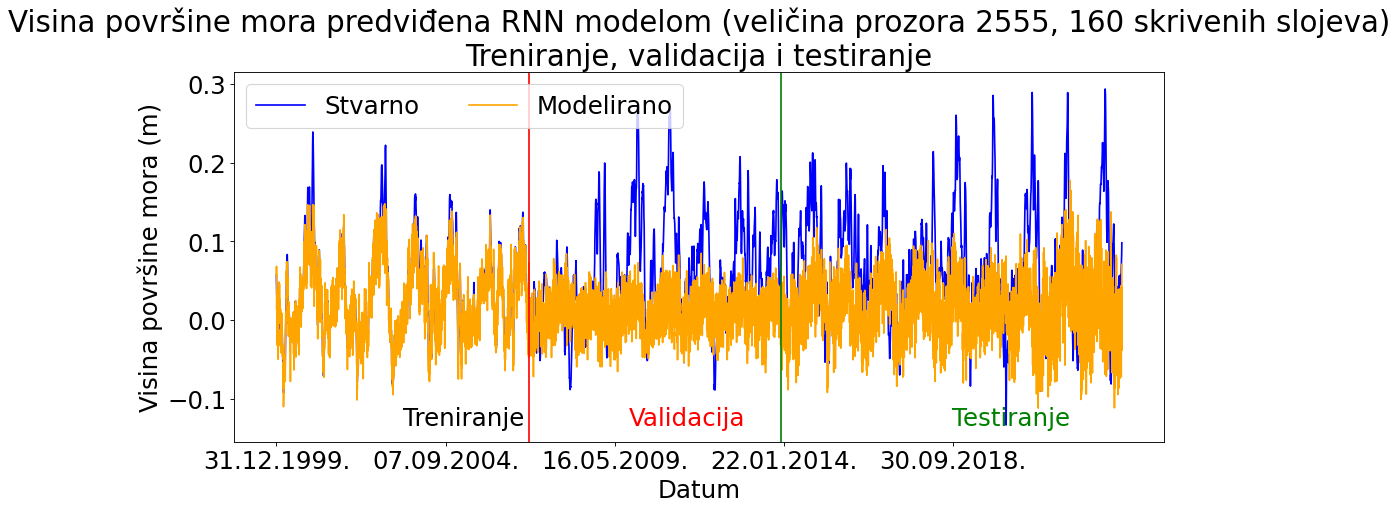 Visina površine mora predviđena RNN modelom (veličina prozora 2555, 160 skrivenih slojeva)
Treniranje, validacija i testiranje
Stvarno Modelirano
Visina površine mora (m)
0.3
0.2
0.1
0.0
−0.1
Treniranje Validacija Testiranje
31.12.1999. 07.09.2004. 16.05.2009. 22.01.2014. 30.09.2018.
Datum